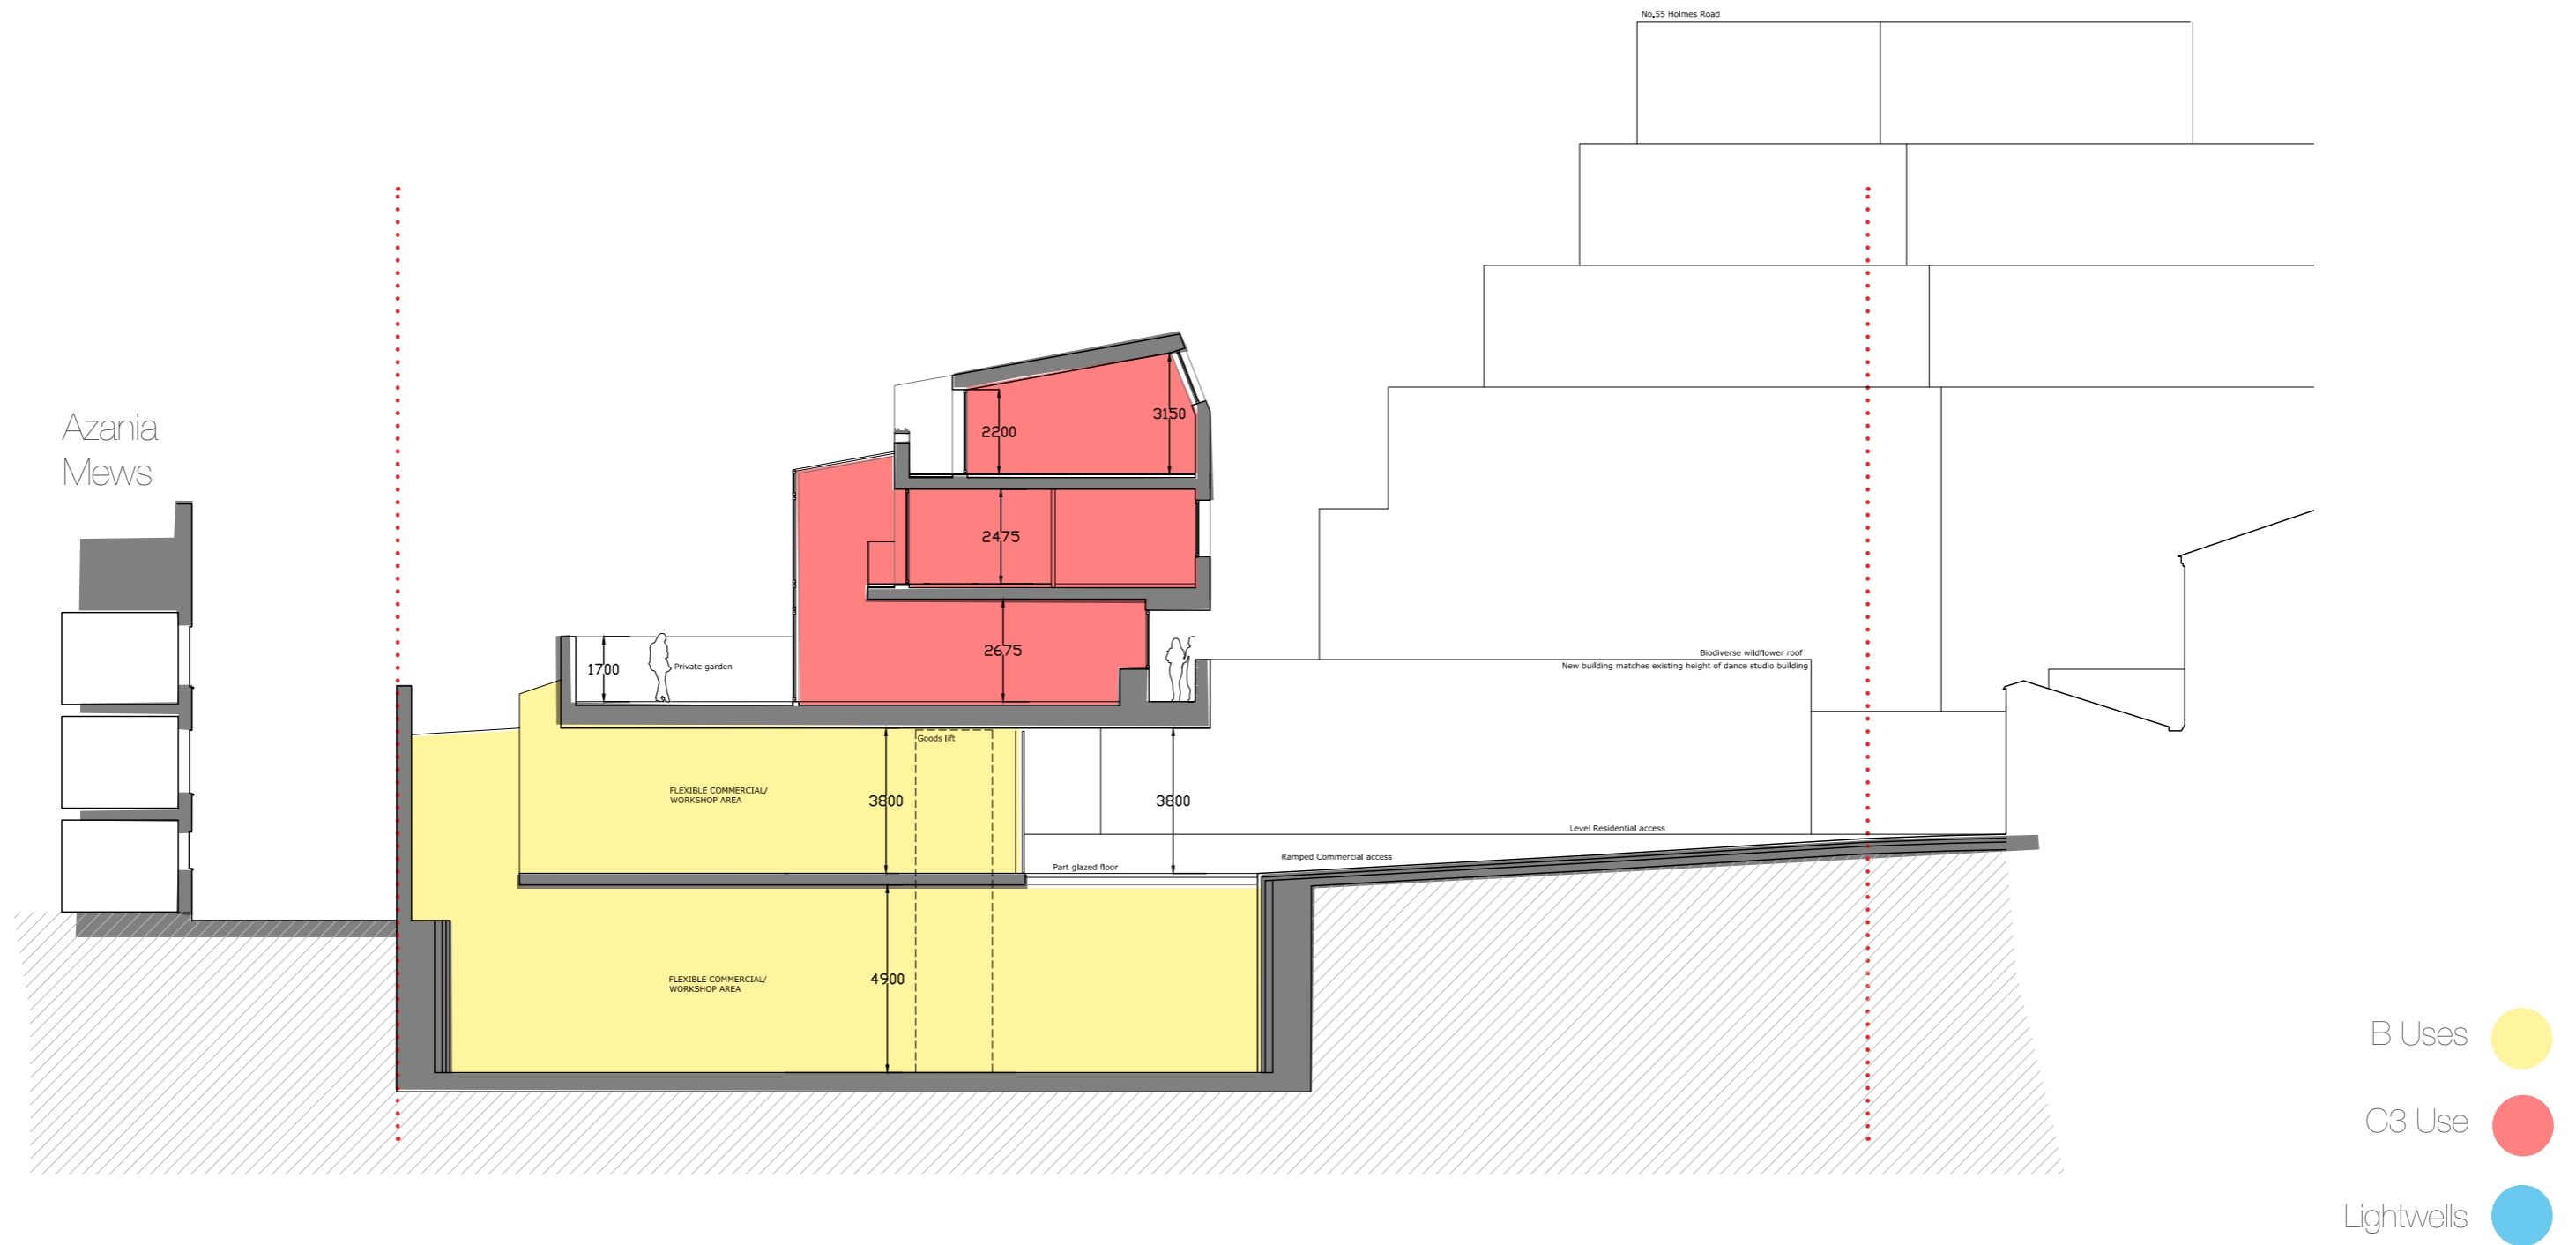 No.55 Holmes Road
Azania
Mews
3150
2200
2475
2675
1700
Private garden
Biodiverse wildflower roof
New building matches existing height of dance studio building
Goods lift
FLEXIBLE COMMERCIAL/
WORKSHOP AREA
3800
3800
Level Residential access
Ramped Commercial access
Part glazed floor
FLEXIBLE COMMERCIAL/
WORKSHOP AREA
4900
B Uses
C3 Use
Lightwells